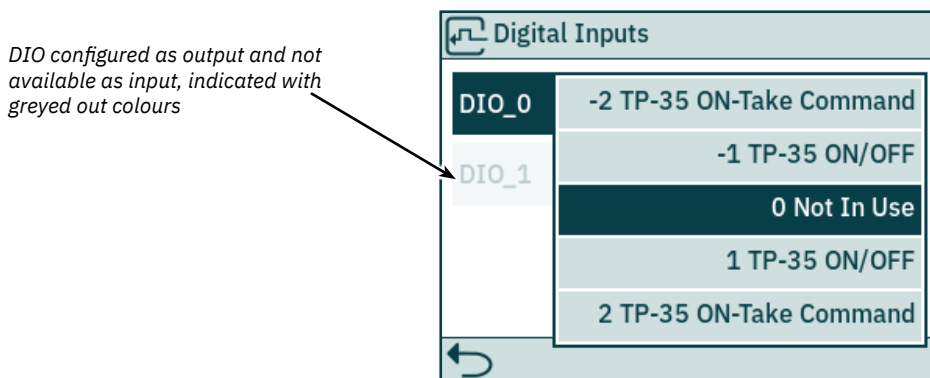 DIO configured as output and not
available as input, indicated with
greyed out colours
Digital Inputs
DIO_0
DIO_1
-2 TP-35 ON-Take Command
-1 TP-35 ON/OFF
0 Not In Use
1 TP-35 ON/OFF
2 TP-35 ON-Take Command